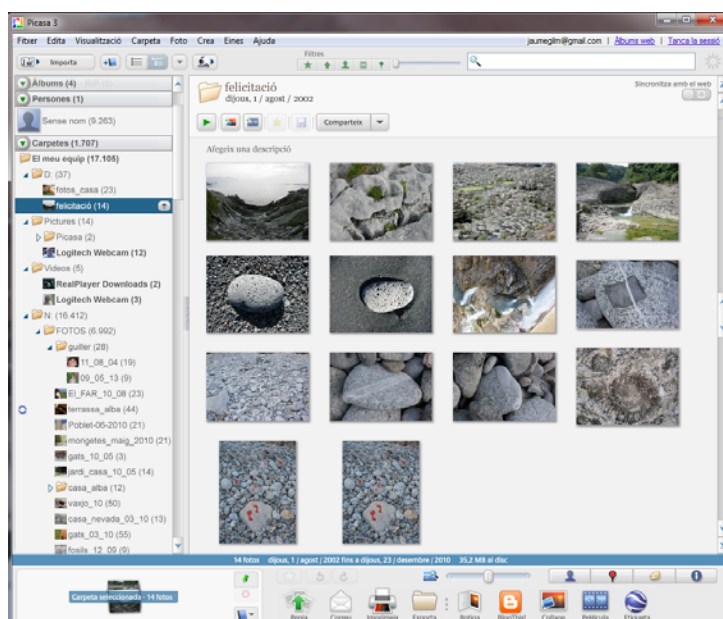 Picasa 3
Fitxer Edita Visualització Carpeta Foto Crea Eines Ajuda
jaumeglm@gmail.com | Àlbums web | Tanca la sessió
Importa
Filtres
Àlbums (4)
Persones (1)
Sense nom (9.263)
Carpetes (1.707)
El meu equip (17.105)
D: (37)
fotos_casa (23)
felicitació (14)
Pictures (14)
Picasa (2)
Logitech Webcam (12)
Videos (5)
RealPlayer Downloads (2)
Logitech Webcam (3)
N: (16.412)
FOTOS (6.992)
guiller (28)
11_08_04 (19)
09_05_13 (9)
El_FAR_10_08 (23)
terrassa_alba (44)
Poblet-06-2010 (21)
mongetes_maig_2010 (21)
gats_10_05 (3)
jardi_casa_10_05 (14)
casa_alba (12)
vaxjo_10 (50)
casa_nevada_03_10 (13)
gats_03_10 (55)
fosils_12_09 (9)
felicitació
dijous, 1 / agost / 2002
Sincronitza amb el web
Comparteix
Afegeix una descripció
14 fotos dijous, 1 / agost / 2002 fins a dijous, 23 / desembre / 2010 35,2 MB al disc
Carpeta seleccionada - 14 fotos
Penja Correu Imprimeix Exporta Botiga BlogThis! Collage Pel·lícula Etiqueta